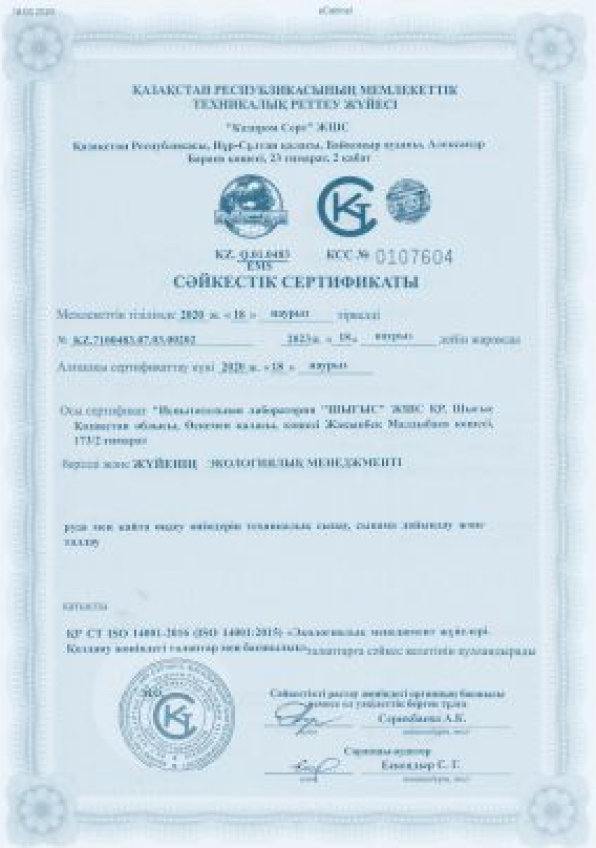 18.03.2020
ҚАЗАҚСТАН РЕСПУБЛИКАСЫНЫҢ МЕМЛЕКЕТТІК
ТЕХНИКАЛЫҚ РЕТТЕУ ЖҮЙЕСІ
"Казпром Серт" ЖШС
Қазақстан Республикасы, Нұр-Сұлтан қаласы, Байқоңыр ауданы, Александр
Бараев көшесі, 23 ғимарат, 2 қабат
KZ. Q.01.0483
EMS
КСС № 0107604
СӘЙКЕСТІК СЕРТИФИКАТЫ
Мемлекеттік тізілімде 2020 ж. « 18 » наурыз тіркелді
№ KZ.7100483.07.03.00202 2023ж. « 18» наурыз дейін жарамды
Алғашқы сертификаттау күні 2020 ж. « 18 » наурыз
Осы сертификат "Испытательная лаборатория "ШЫҒЫС" ЖШС ҚР, Шығыс
Қазақстан облысы, Өскемен қаласы, көшесі Жақыпбек Малдыбаев көшесі,
173/2 ғимарат
берілді және ЖҮЙЕНІҢ ЭКОЛОГИЯЛЫҚ МЕНЕДЖМЕНТІ
руда мен қайта өңдеу өнімдерін техникалық сынау, сынама дайындау және
талдау
қатысты
ҚР СТ ISO 14001-2016 (ISO 14001:2015) «Экологиялық менеджмент жүйелері.
Қолдану жөніндегі талаптар мен басшылық» талаптарға сәйкес келетінін куәландырады
М.О.
Сәйкестікті растау жөніндегі органның басшысы
немесе ол уәкілеттік берген тұлға
А.К.
Сарапшы-аудитор
С. Г.